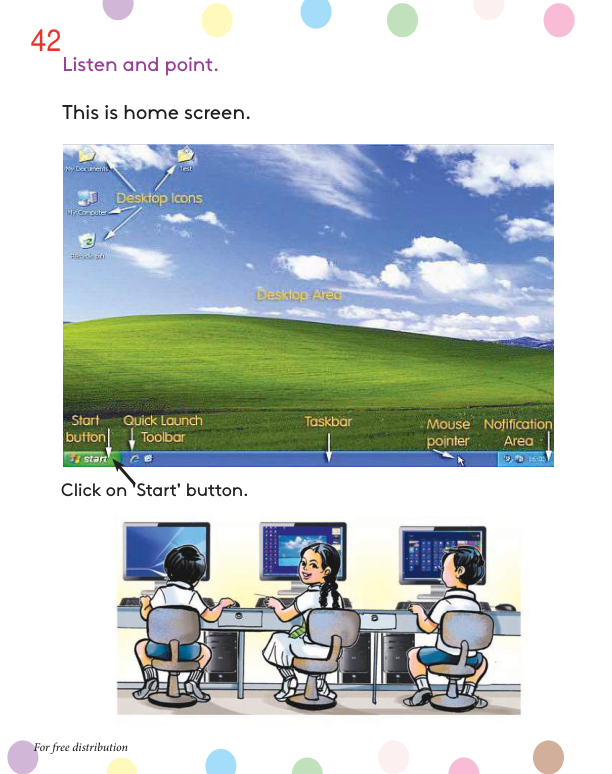 42
Listen and point.
This is home screen.
My Documents
Test
Desktop Icons
My Computer
Recycle Bin
Desktop Area
Start
button
Quick Launch
Toolbar
Taskbar
Mouse
pointer
Notification
Area
start
Click on 'Start' button.
For free distribution